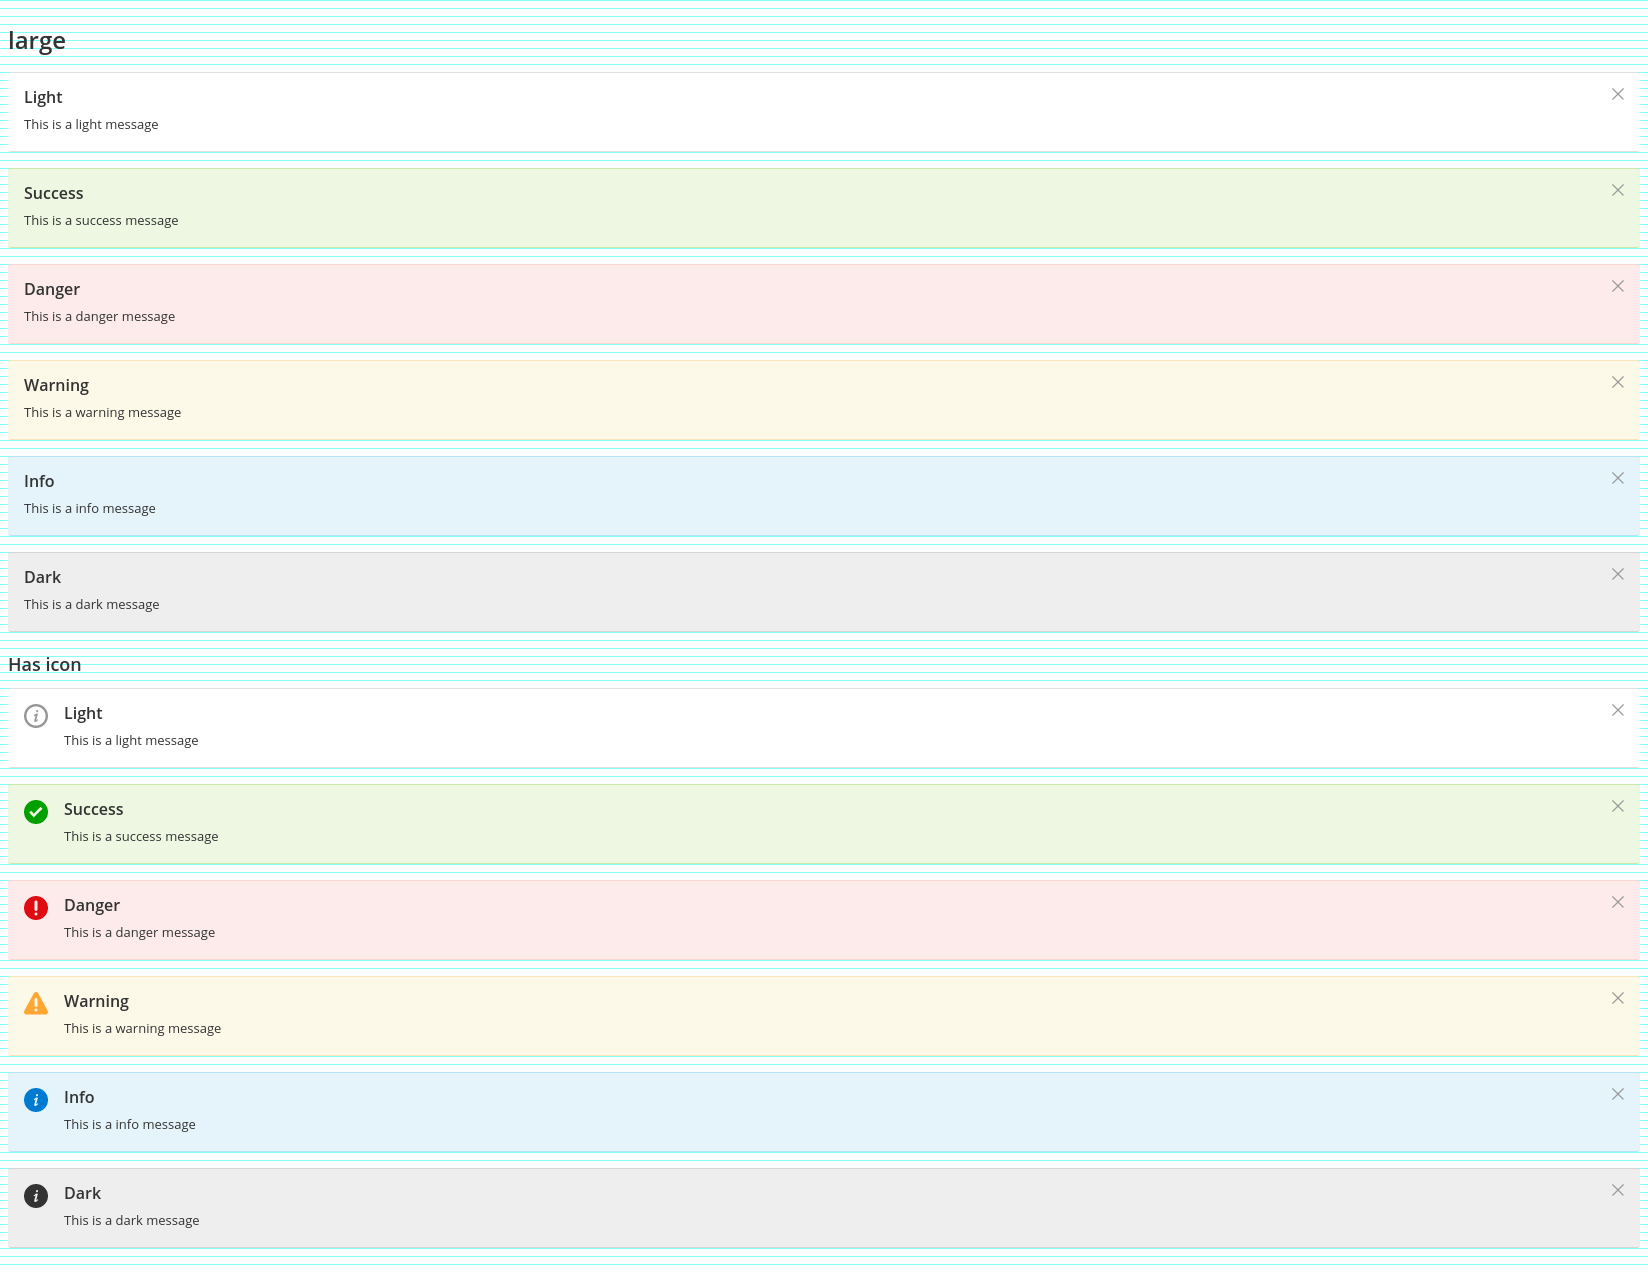 large
Light
This is a light message
Success
This is a success message
Danger
This is a danger message
Warning
This is a warning message
Info
This is a info message
Dark
This is a dark message
Has icon
Light
This is a light message
Success
This is a success message
Danger
This is a danger message
Warning
This is a warning message
Info
This is a info message
Dark
This is a dark message